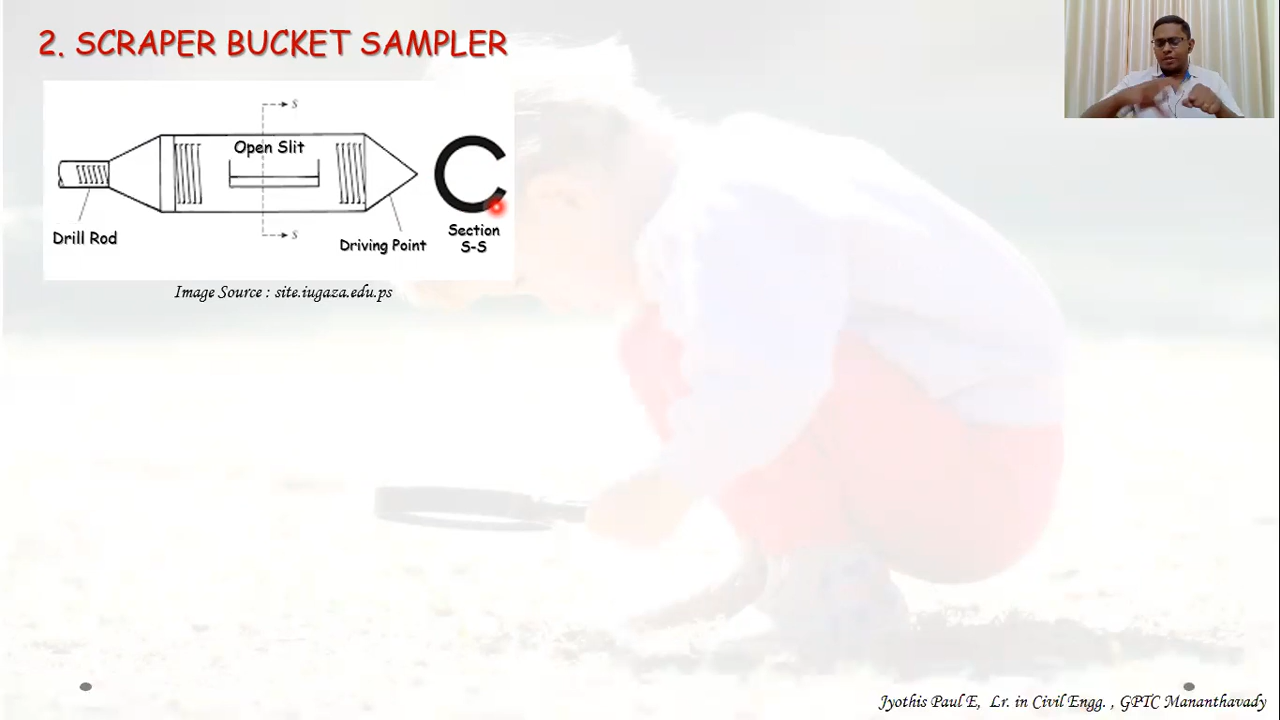 2. SCRAPER BUCKET SAMPLER
S
Open Slit
Drill Rod
S
Driving Point
Section
S-S
Image Source : site.iugaza.edu.ps
Jyothis Paul E, Lr. in Civil Engg. , GPTC Mananthavady